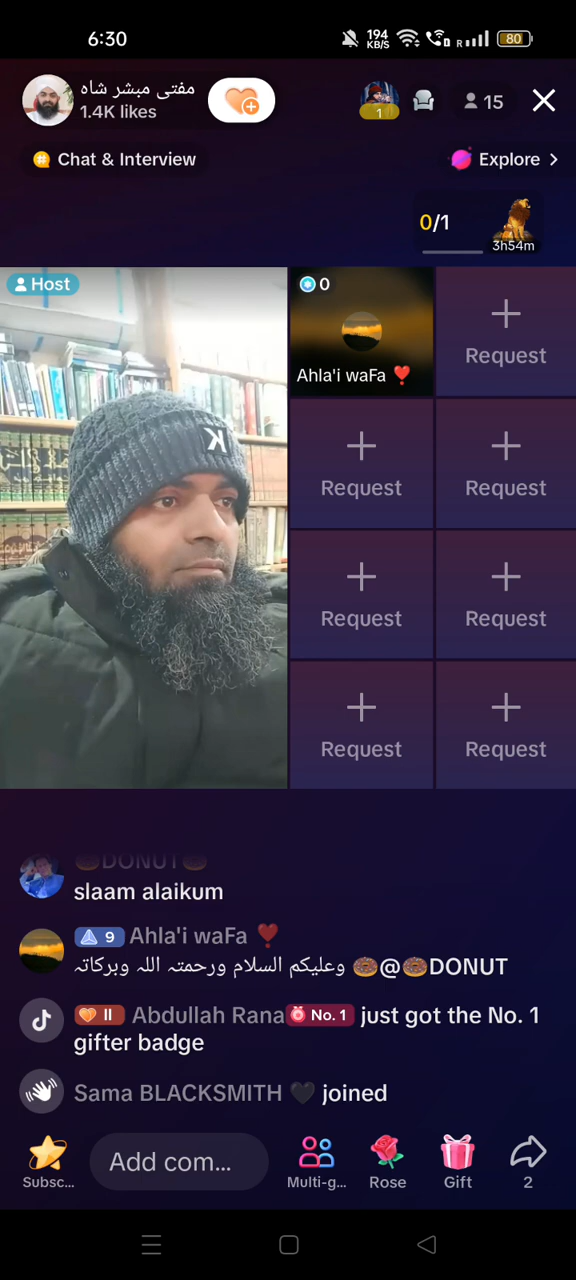 6:30
194
KB/S
R
80
مفتی مبشر شاہ
1.4K likes
1
15
Chat & Interview
Explore
0/1
3h54m
Host
0
Ahla'i waFa ❣️
Request
K
Request
Request
Request
Request
Request
Request
🍩DONUT🍩
slaam alaikum
9 Ahla'i waFa ❣️
وعلیکم السلام ورحمتہ اللہ وبرکاتہ 🍩@🍩DONUT
II Abdullah Rana No. 1 just got the No. 1
gifter badge
Sama BLACKSMITH 🖤 joined
Subsc...
Add com...
Multi-g...
Rose
Gift
2